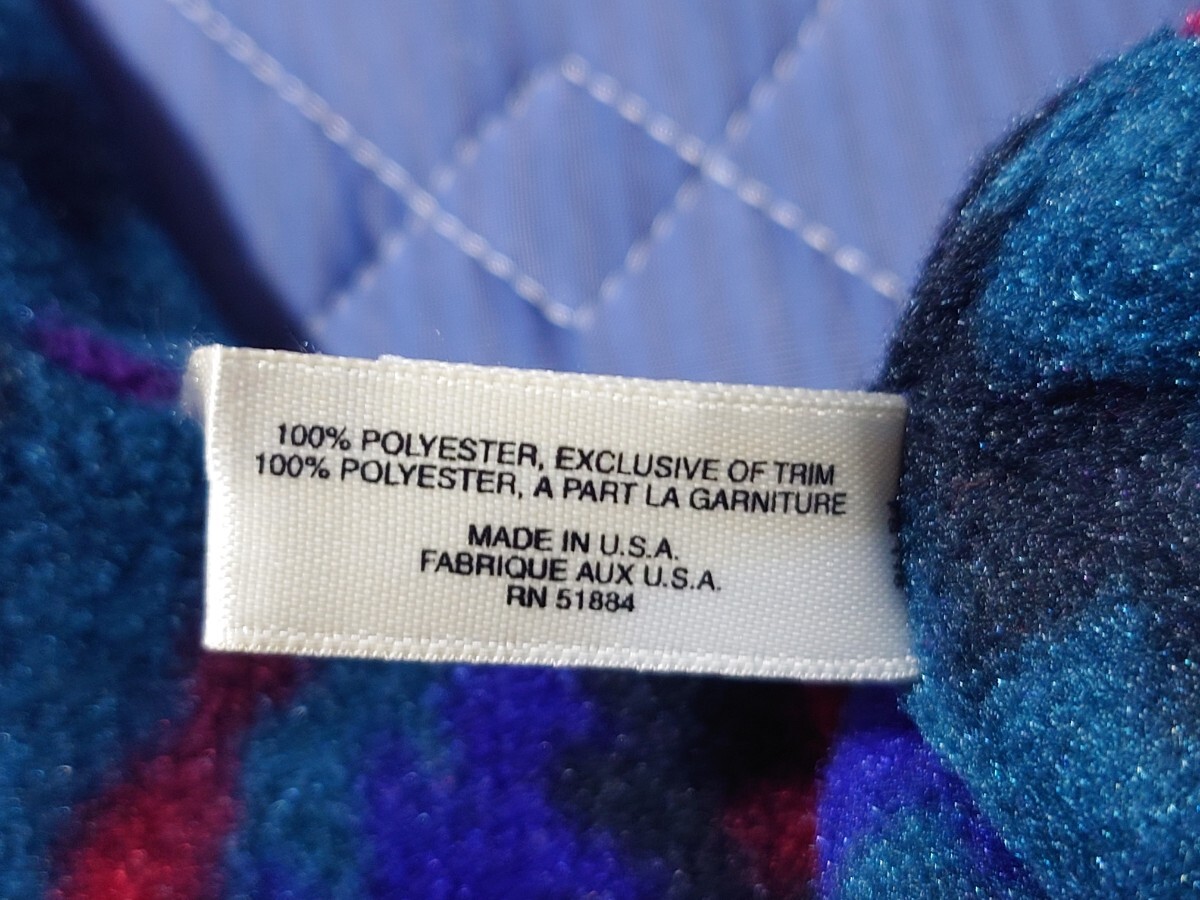 100% POLYESTER, EXCLUSIVE OF TRIM
100% POLYESTER, A PART LA GARNITURE
MADE IN U.S.A.
FABRIQUE AUX U.S.A.
RN 51884